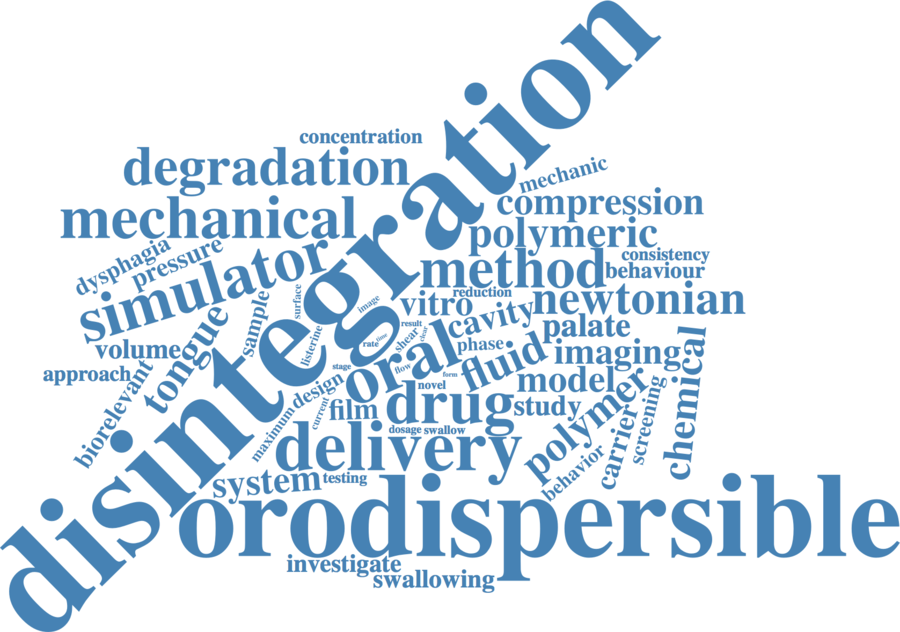 disintegration
concentration
degradation
mechanic
mechanical
compression
polymeric
consistency
dysphagia
pressure
simulator
method
behaviour
surface
image
vitro
reduction
newtonian
sample
tongue
listerine
result
cavity
palate
volume
rate
time
shear
clear
phase
imaging
chemical
approach
biorelevant
stage
oral
flow
form
fluid
model
design
novel
polymer
maximum
current
film
drug
study
carrier
screening
dosage
swallow
delivery
behavior
system
testing
orodispersible
investigate
swallowing